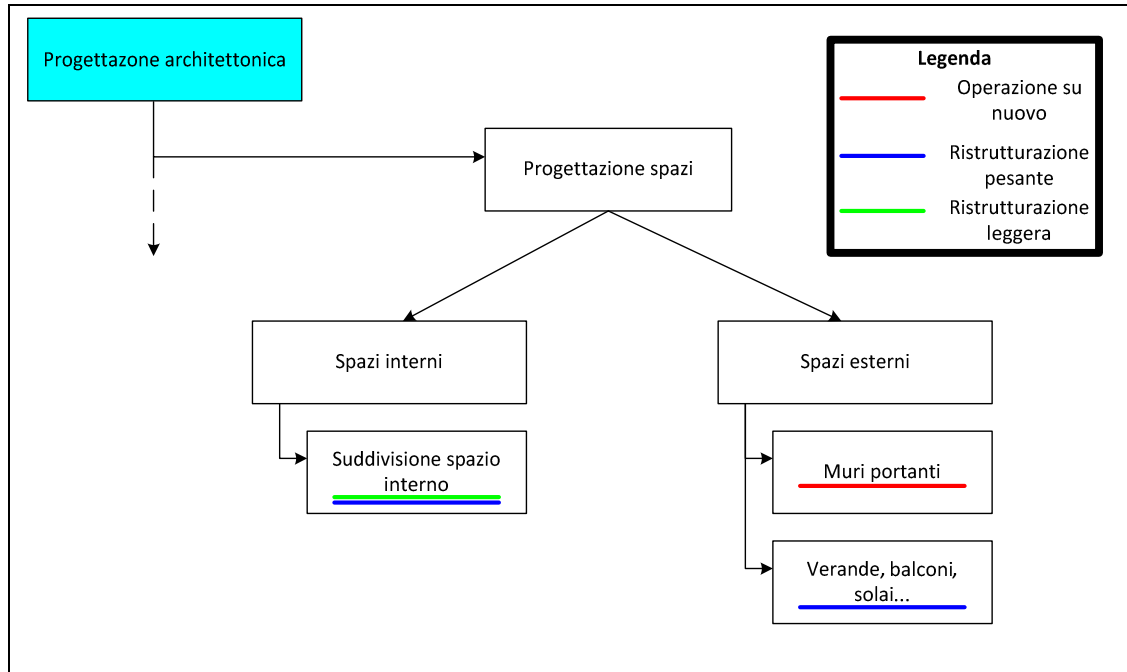 Progettazone architettonica
Legenda
Operazione su
nuovo
Ristrutturazione
pesante
Ristrutturazione
leggera
Progettazione spazi
Spazi interni
Spazi esterni
Suddivisione spazio
interno
Muri portanti
Verande, balconi,
solai...